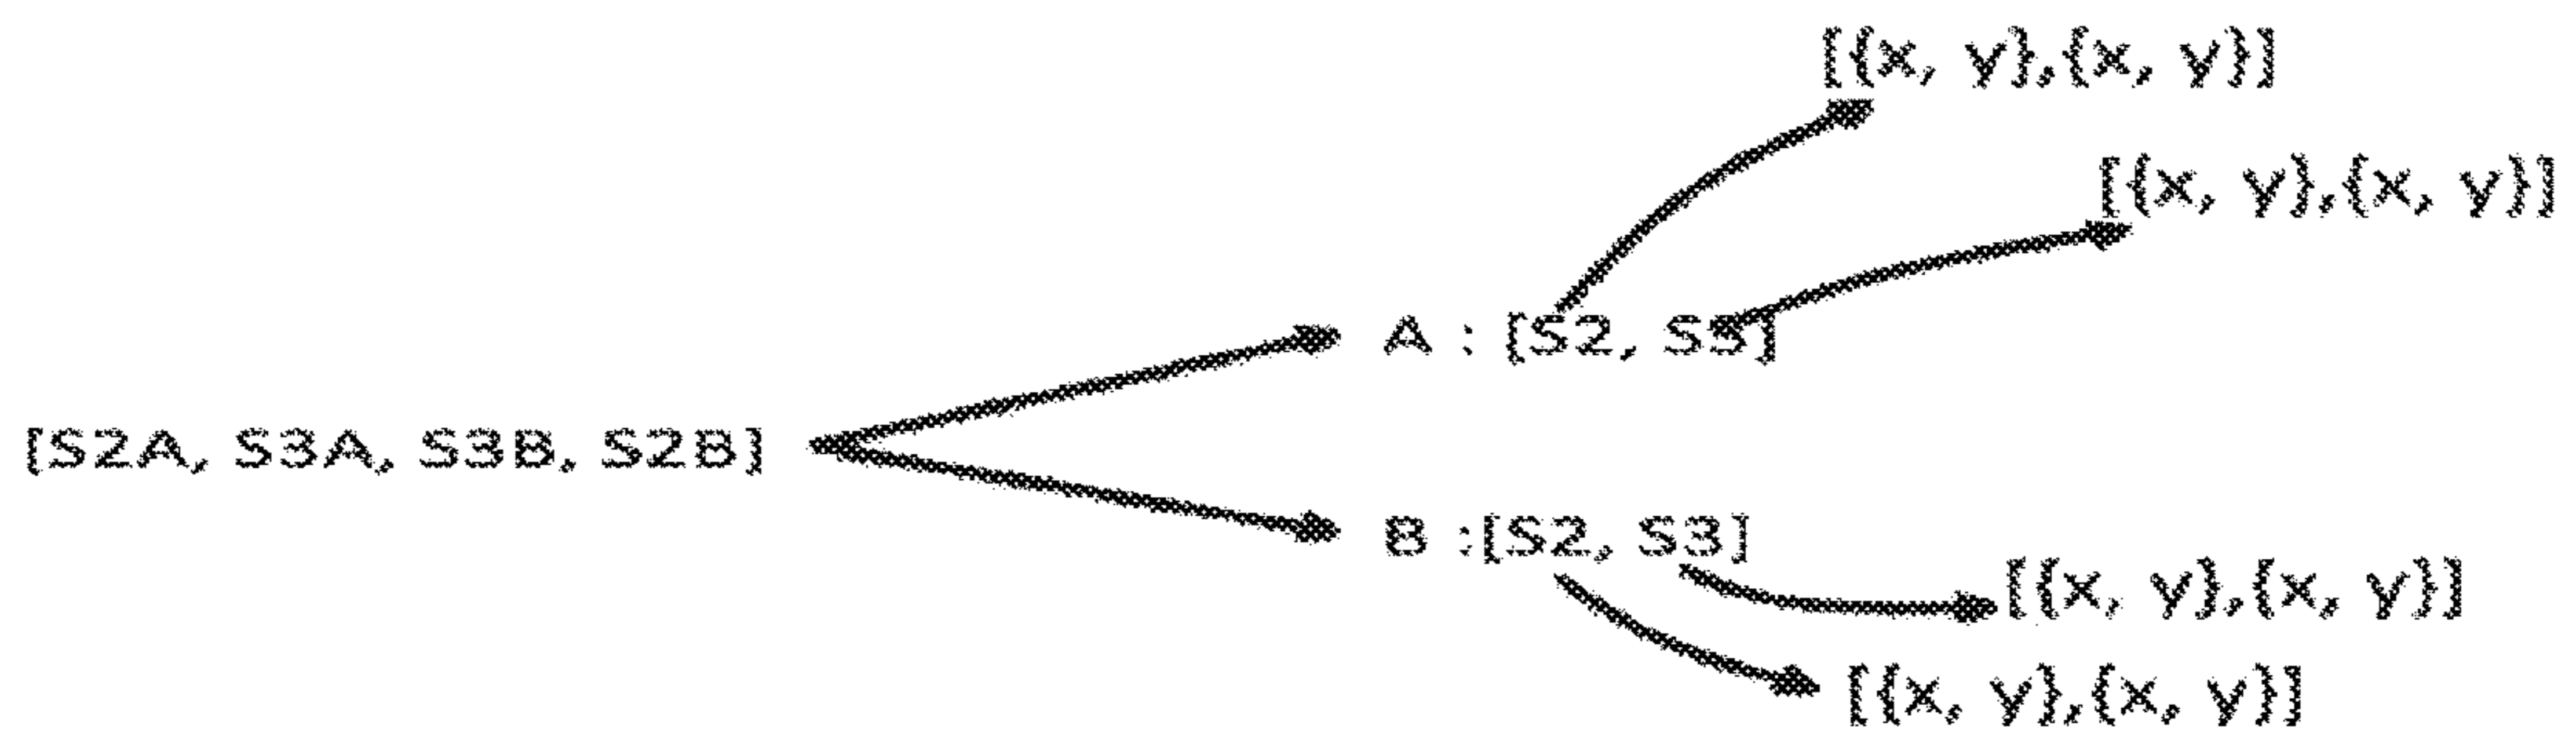 [{x, y},{x, y}]
[{x, y},{x, y}]
A : [S2, S3]
[S2A, S3A, S3B, S2B]
B :[S2, S3]
[{x, y},{x, y}]
[{x, y},{x, y}]